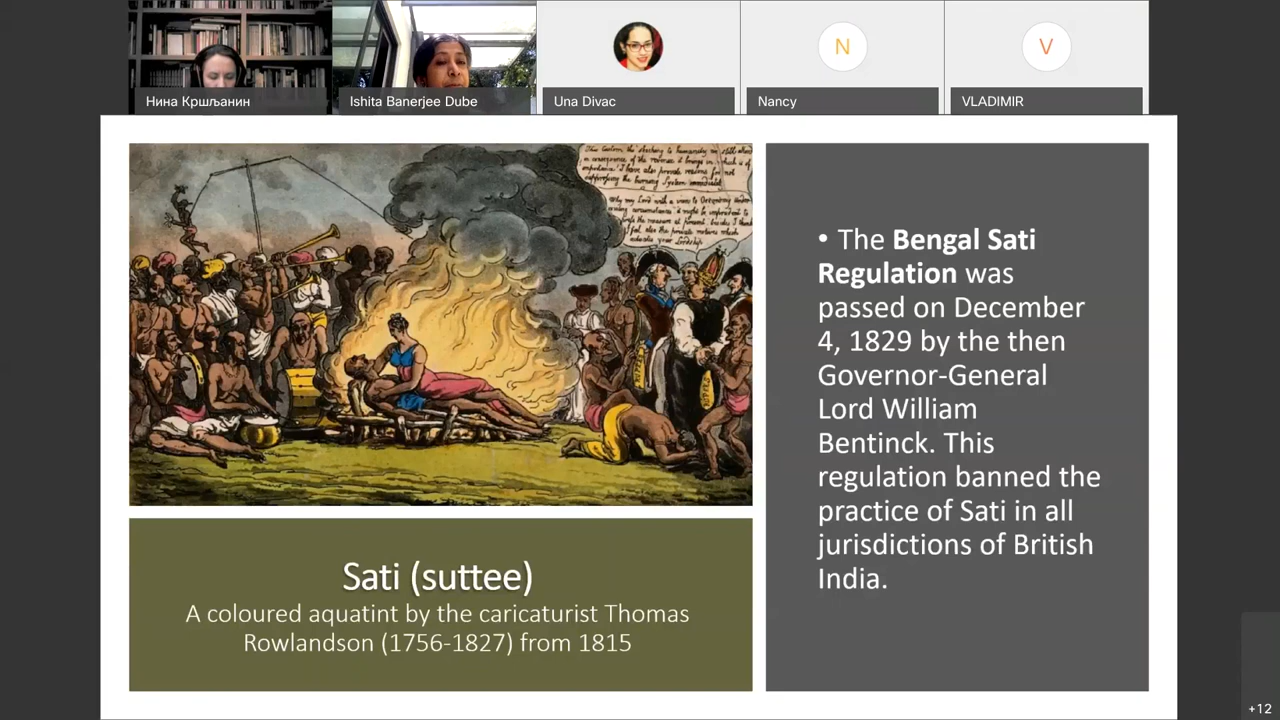 Нина Кршљанин
Ishita Banerjee Dube
Una Divac
N
Nancy
V
VLADIMIR
• The Bengal Sati
Regulation was
passed on December
4, 1829 by the then
Governor-General
Lord William
Bentinck. This
regulation banned the
practice of Sati in all
jurisdictions of British
India.
Sati (suttee)
A coloured aquatint by the caricaturist Thomas
Rowlandson (1756-1827) from 1815
+12